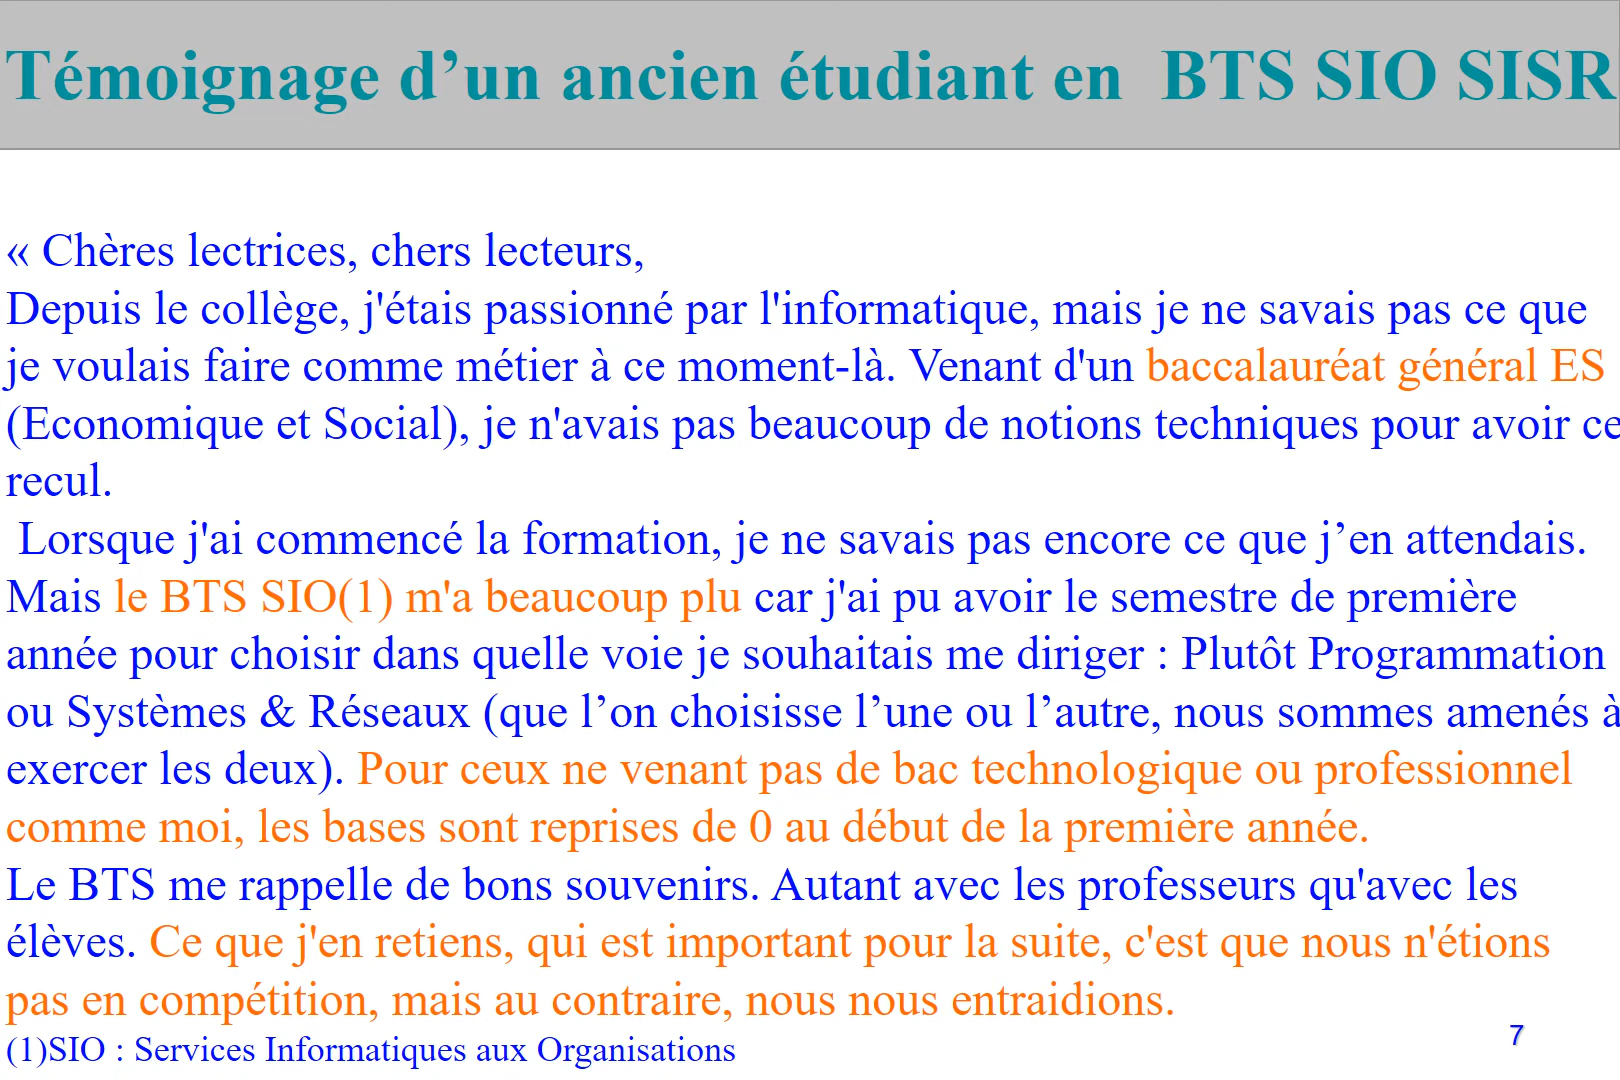 Témoignage d’un ancien étudiant en BTS SIO SISR
« Chères lectrices, chers lecteurs,
Depuis le collège, j'étais passionné par l'informatique, mais je ne savais pas ce que
je voulais faire comme métier à ce moment-là. Venant d'un baccalauréat général ES
(Economique et Social), je n'avais pas beaucoup de notions techniques pour avoir ce
recul.
Lorsque j'ai commencé la formation, je ne savais pas encore ce que j’en attendais.
Mais le BTS SIO(1) m'a beaucoup plu car j'ai pu avoir le semestre de première
année pour choisir dans quelle voie je souhaitais me diriger : Plutôt Programmation
ou Systèmes & Réseaux (que l’on choisisse l’une ou l’autre, nous sommes amenés à
exercer les deux). Pour ceux ne venant pas de bac technologique ou professionnel
comme moi, les bases sont reprises de 0 au début de la première année.
Le BTS me rappelle de bons souvenirs. Autant avec les professeurs qu'avec les
élèves. Ce que j'en retiens, qui est important pour la suite, c'est que nous n'étions
pas en compétition, mais au contraire, nous nous entraidions.
(1)SIO : Services Informatiques aux Organisations
7